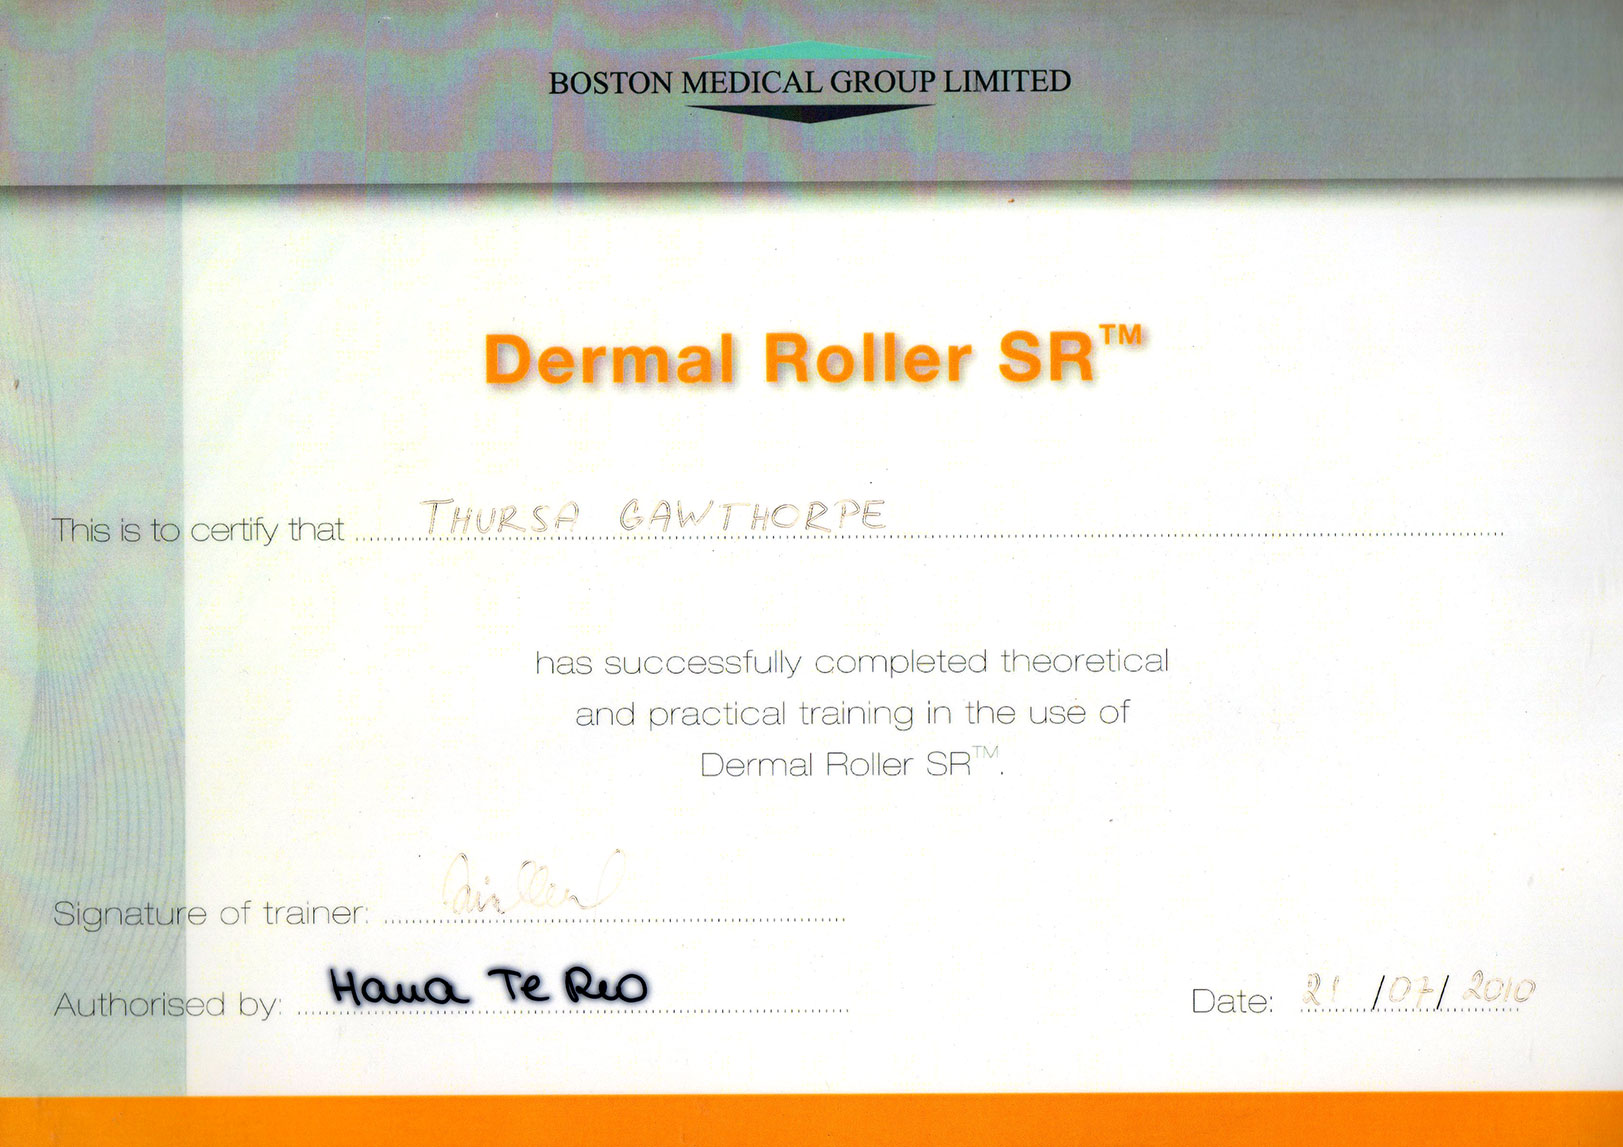 BOSTON MEDICAL GROUP LIMITED
Dermal Roller SR™
This is to certify that THURSA GAWTHORPE
has successfully completed theoretical
and practical training in the use of
Dermal Roller SR™.
Signature of trainer:
Authorised by: Hana Te Reo
Date: 21/07/2010